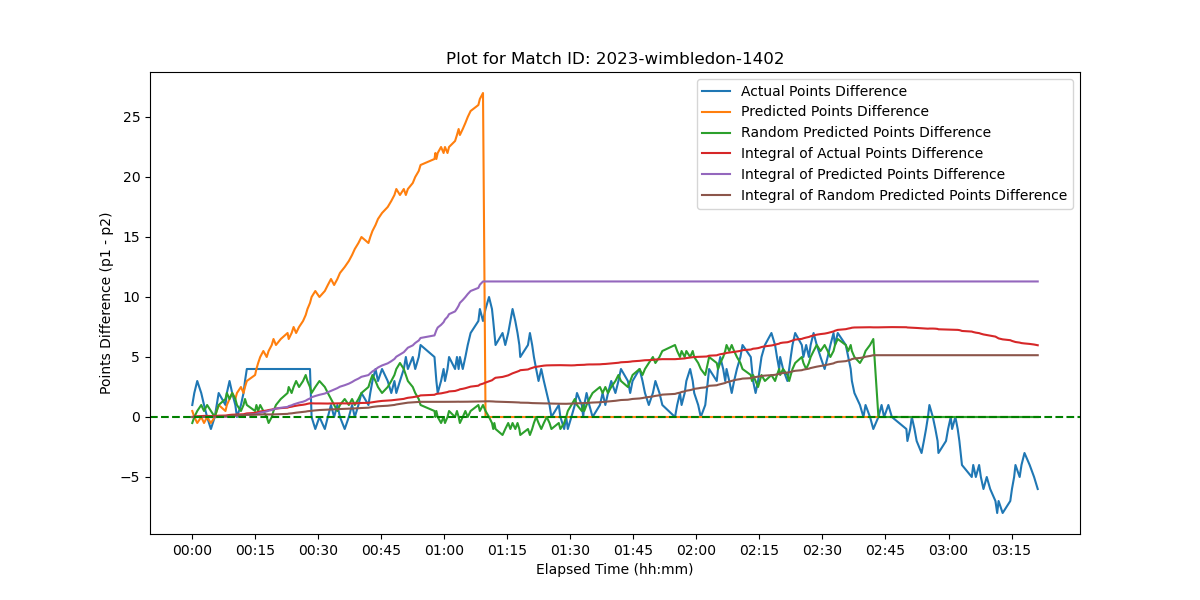 Plot for Match ID: 2023-wimbledon-1402
Actual Points Difference
Predicted Points Difference
Random Predicted Points Difference
Integral of Actual Points Difference
Integral of Predicted Points Difference
Integral of Random Predicted Points Difference
Points Difference (p1 - p2)
25
20
15
10
5
0
−5
00:00 00:15 00:30 00:45 01:00 01:15 01:30 01:45 02:00 02:15 02:30 02:45 03:00 03:15
Elapsed Time (hh:mm)